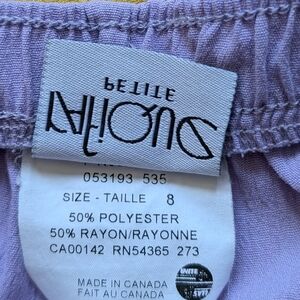 PETITE
053193 535
SIZE - TAILLE 8
50% POLYESTER
50% RAYON/RAYONNE
CA00142 RN54365 273
MADE IN CANADA
FAIT AU CANADA